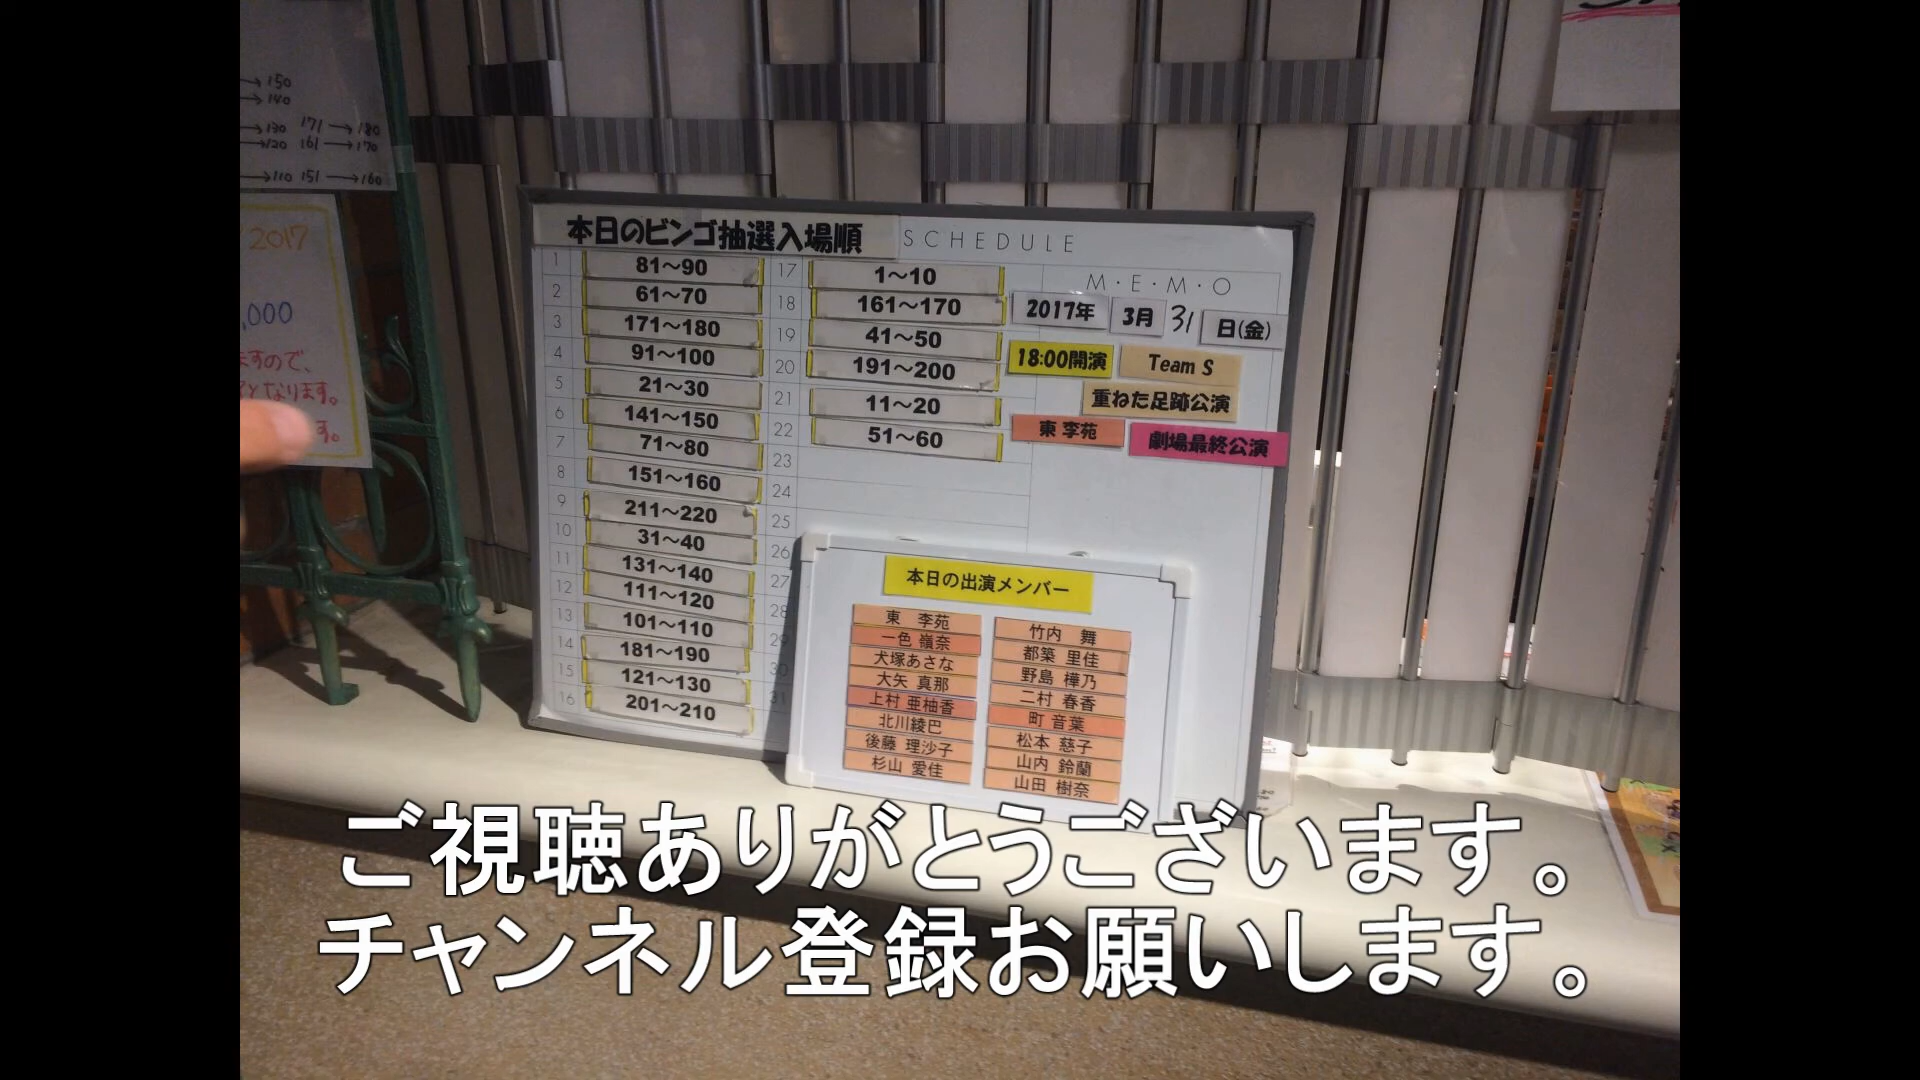 →150
→140
→130 171→180
→120 161→170
→110 151→160
2017
,000
ますので、
となります。
す。
本日のビンゴ抽選入場順
SCHEDULE
M・E・M・O
1 81～90
2 61～70
3 171～180
4 91～100
5 21～30
6 141～150
7 71～80
8 151～160
9 211～220
10 31～40
11 131～140
12 111～120
13 101～110
14 181～190
15 121～130
16 201～210
17 1～10
18 161～170
19 41～50
20 191～200
21 11～20
22 51～60
23
24
25
26
27
28
29
30
31
2017年 3月 31 日(金)
18:00開演 Team S
重ねた足跡公演
東 李苑 劇場最終公演
本日の出演メンバー
東 李苑
一色 嶺奈
犬塚あさな
大矢 真那
上村 亜柚香
北川綾巴
後藤 理沙子
杉山 愛佳
竹内 舞
都築 里佳
野島 樺乃
二村 春香
町 音葉
松本 慈子
山内 鈴蘭
山田 樹奈
ご視聴ありがとうございます。
チャンネル登録お願いします。